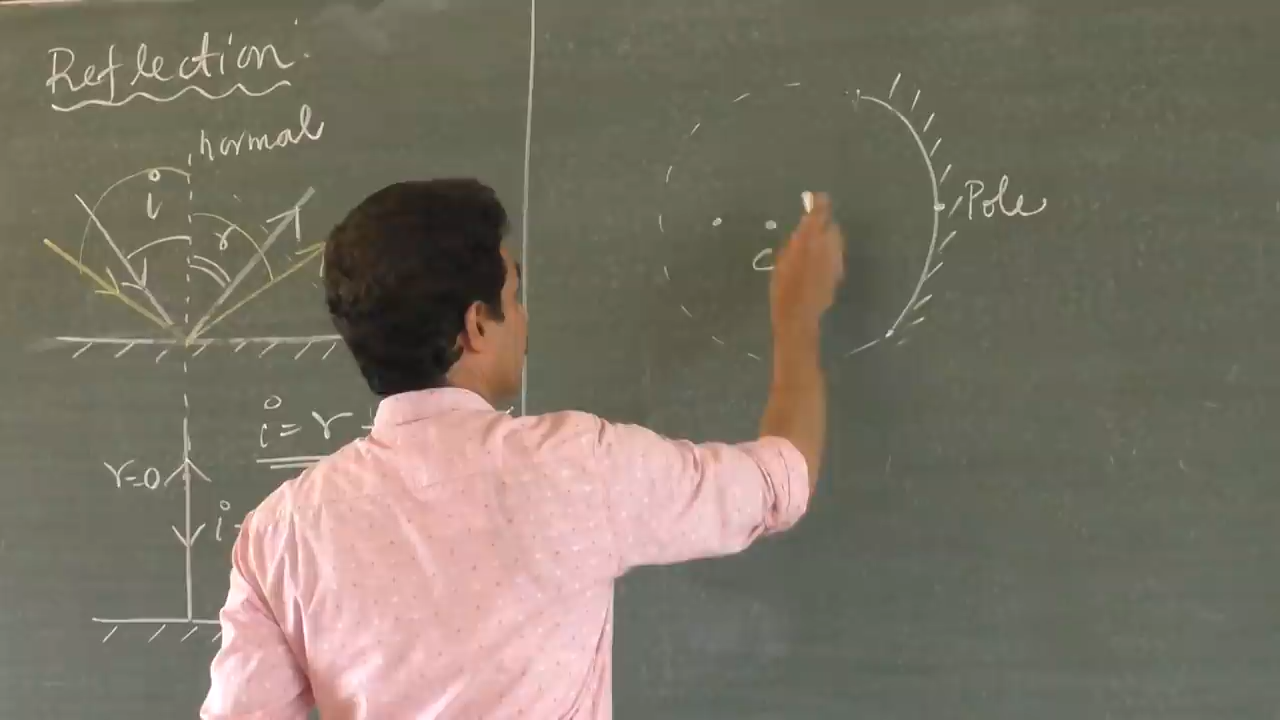 Reflection
normal
i
r
i = r
r=0
i=
Pole
C